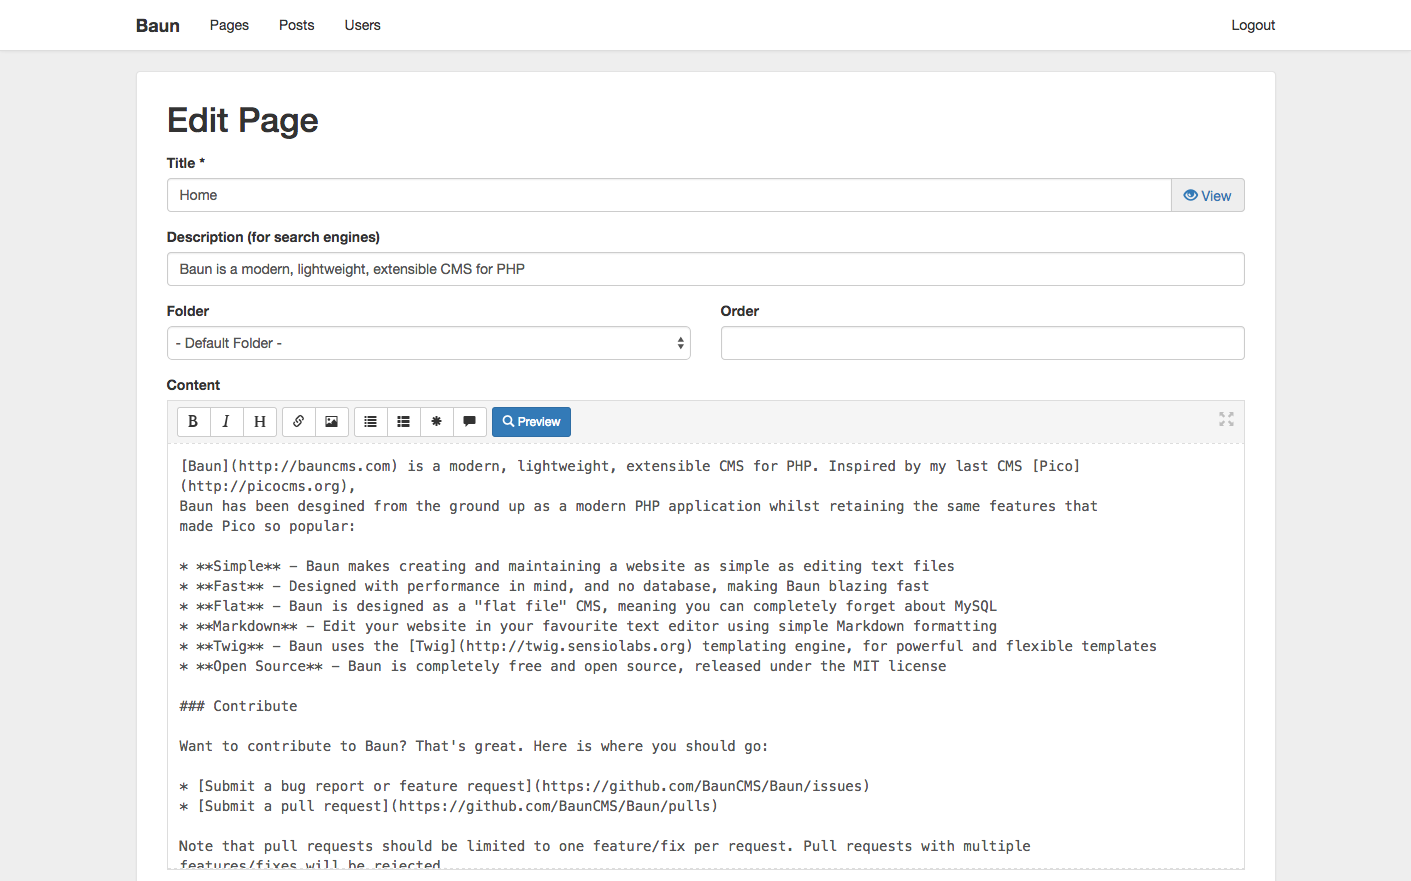 Baun Pages Posts Users Logout
Edit Page
Title *
Home View
Description (for search engines)
Baun is a modern, lightweight, extensible CMS for PHP
Folder Order
- Default Folder -
Content
B I H Preview
[Baun](http://bauncms.com) is a modern, lightweight, extensible CMS for PHP. Inspired by my last CMS [Pico]
(http://picocms.org),
Baun has been desgined from the ground up as a modern PHP application whilst retaining the same features that
made Pico so popular:
* **Simple** – Baun makes creating and maintaining a website as simple as editing text files
* **Fast** – Designed with performance in mind, and no database, making Baun blazing fast
* **Flat** – Baun is designed as a "flat file" CMS, meaning you can completely forget about MySQL
* **Markdown** – Edit your website in your favourite text editor using simple Markdown formatting
* **Twig** – Baun uses the [Twig](http://twig.sensiolabs.org) templating engine, for powerful and flexible templates
* **Open Source** – Baun is completely free and open source, released under the MIT license
### Contribute
Want to contribute to Baun? That's great. Here is where you should go:
* [Submit a bug report or feature request](https://github.com/BaunCMS/Baun/issues)
* [Submit a pull request](https://github.com/BaunCMS/Baun/pulls)
Note that pull requests should be limited to one feature/fix per request. Pull requests with multiple
features/fixes will be rejected.